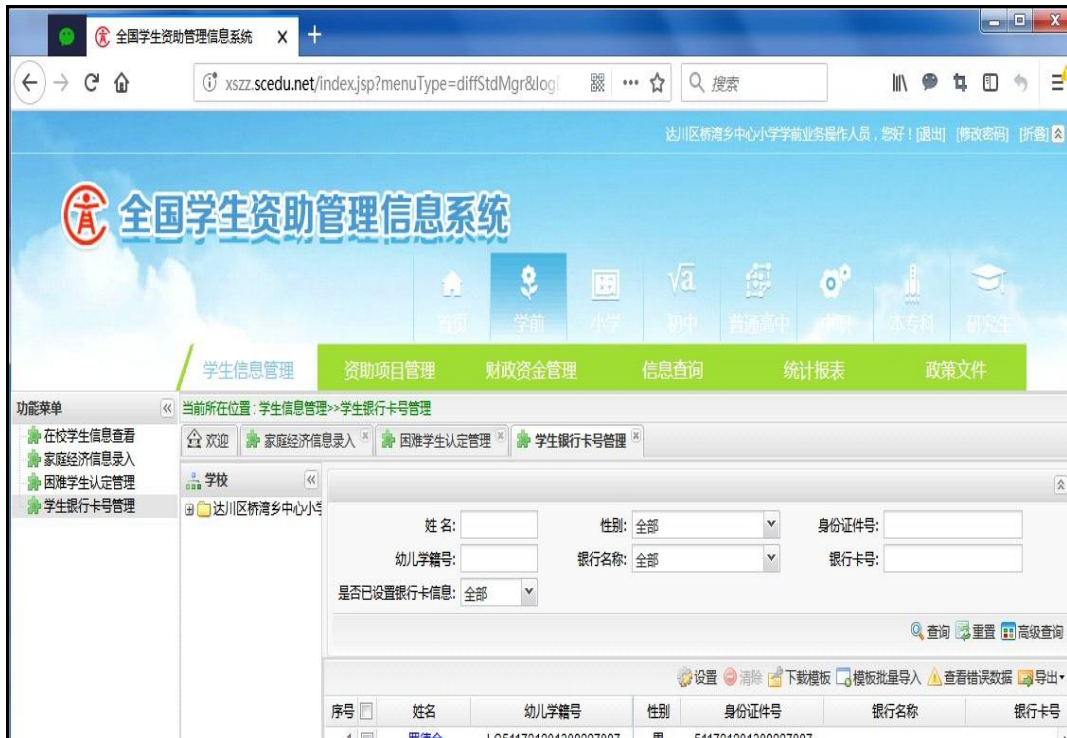 全国学生资助管理信息系统 X +
xszz.scedu.net/index.jsp?menuType=diffStdMgr&log 搜索
达川区桥湾乡中心小学学前业务操作人员，您好！[退出] [修改密码] [折叠]
全国学生资助管理信息系统
首页 学前 小学 初中 普通高中 中职 本专科 研究生
学生信息管理 资助项目管理 财政资金管理 信息查询 统计报表 政策文件
功能菜单 当前所在位置：学生信息管理>>学生银行卡号管理
在校学生信息查看
家庭经济信息录入
困难学生认定管理
学生银行卡号管理
欢迎 家庭经济信息录入 困难学生认定管理 学生银行卡号管理
学校
达川区桥湾乡中心小学
姓 名: 性别: 全部 身份证件号:
幼儿学籍号: 银行名称: 全部 银行卡号:
是否已设置银行卡信息: 全部
查询 重置 高级查询
设置 清除 下载模板 模板批量导入 查看错误数据 导出
序号 姓名 幼儿学籍号 性别 身份证件号 银行名称 银行卡号